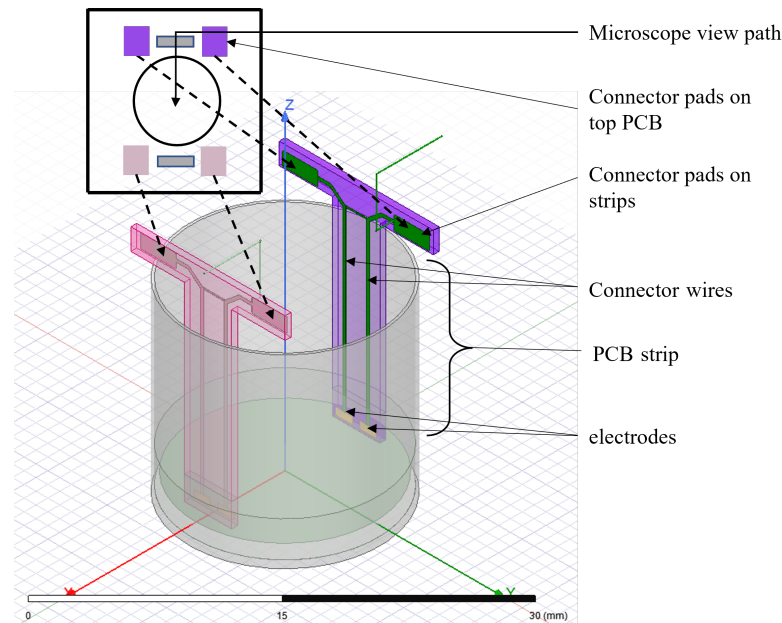 Microscope view path
Connector pads on
top PCB
Z
Connector pads on
strips
Connector wires
PCB strip
electrodes
X
Y
0
15
30 (mm)